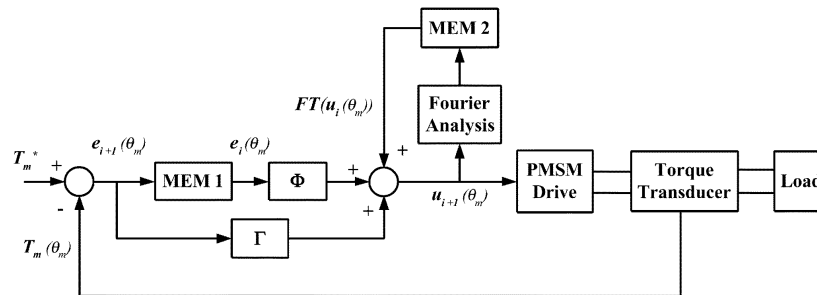 MEM 2
FT(u_i(θ_m))
Fourier
Analysis
T_m*
+
-
e_{i+1}(θ_m)
e_i(θ_m)
MEM 1
Φ
+
+
+
u_{i+1}(θ_m)
PMSM
Drive
Torque
Transducer
Load
Γ
T_m(θ_m)